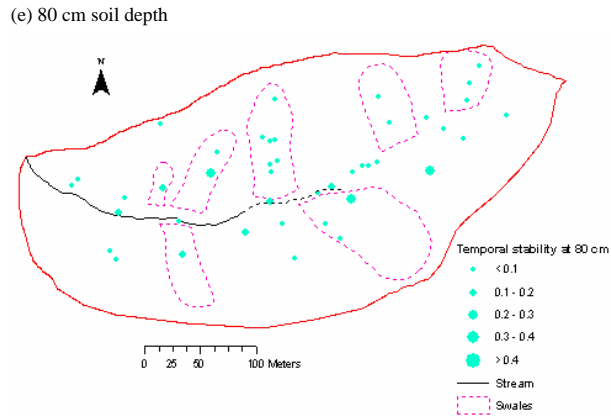 (e) 80 cm soil depth
N
Temporal stability at 80 cm
< 0.1
0.1 - 0.2
0.2 - 0.3
0.3 - 0.4
> 0.4
Stream
Swales
0 25 50 100 Meters